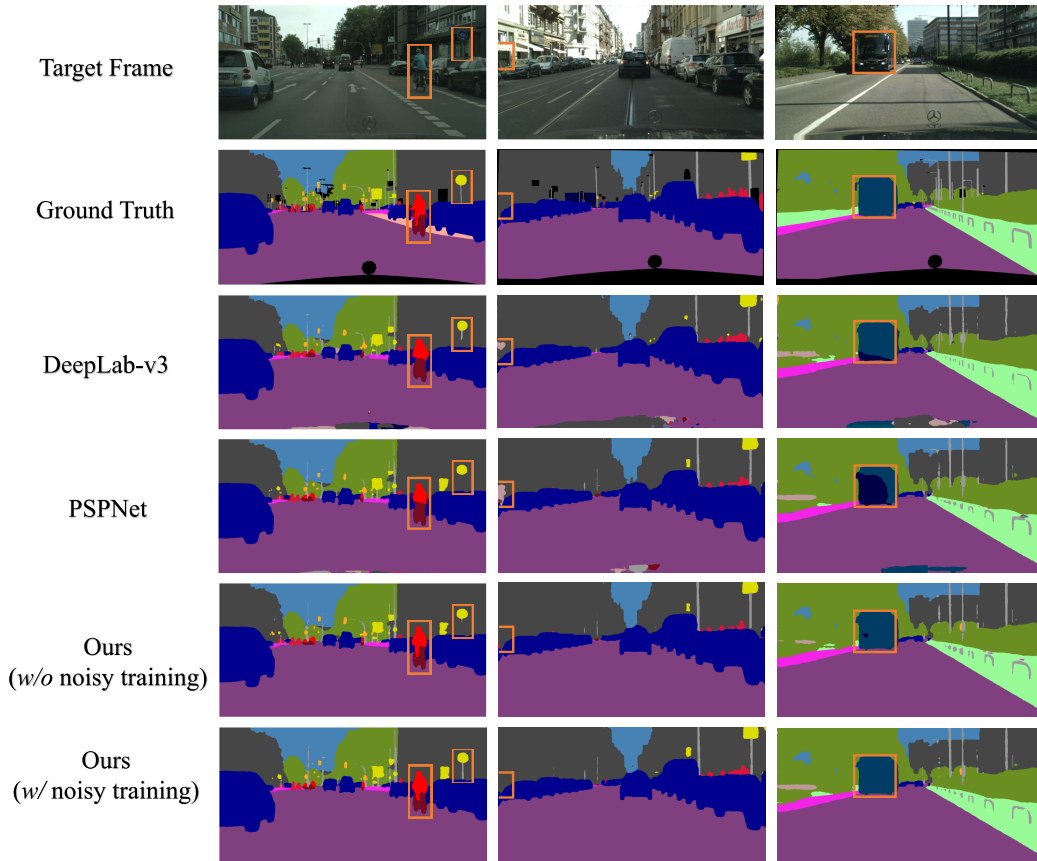 Target Frame
Ground Truth
DeepLab-v3
PSPNet
Ours
(w/o noisy training)
Ours
(w/ noisy training)